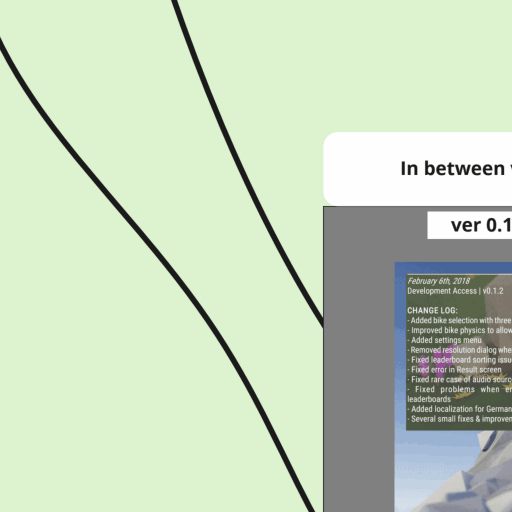 In between
ver 0.1
February 6th, 2018
Development Access | v0.1.2
CHANGE LOG:
- Added bike selection with three
- Improved bike physics to allow
- Added settings menu
- Removed resolution dialog whe
- Fixed leaderboard sorting issu
- Fixed error in Result screen
- Fixed rare case of audio sourc
- Fixed problems when en
leaderboards
- Added localization for German
- Several small fixes & improvem